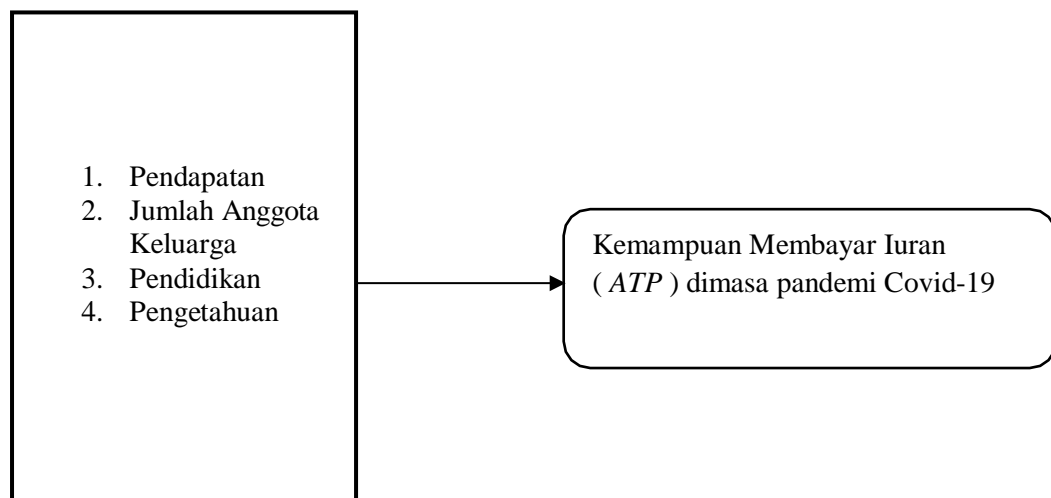 1. Pendapatan
2. Jumlah Anggota
Keluarga
3. Pendidikan
4. Pengetahuan
Kemampuan Membayar Iuran
( ATP ) dimasa pandemi Covid-19